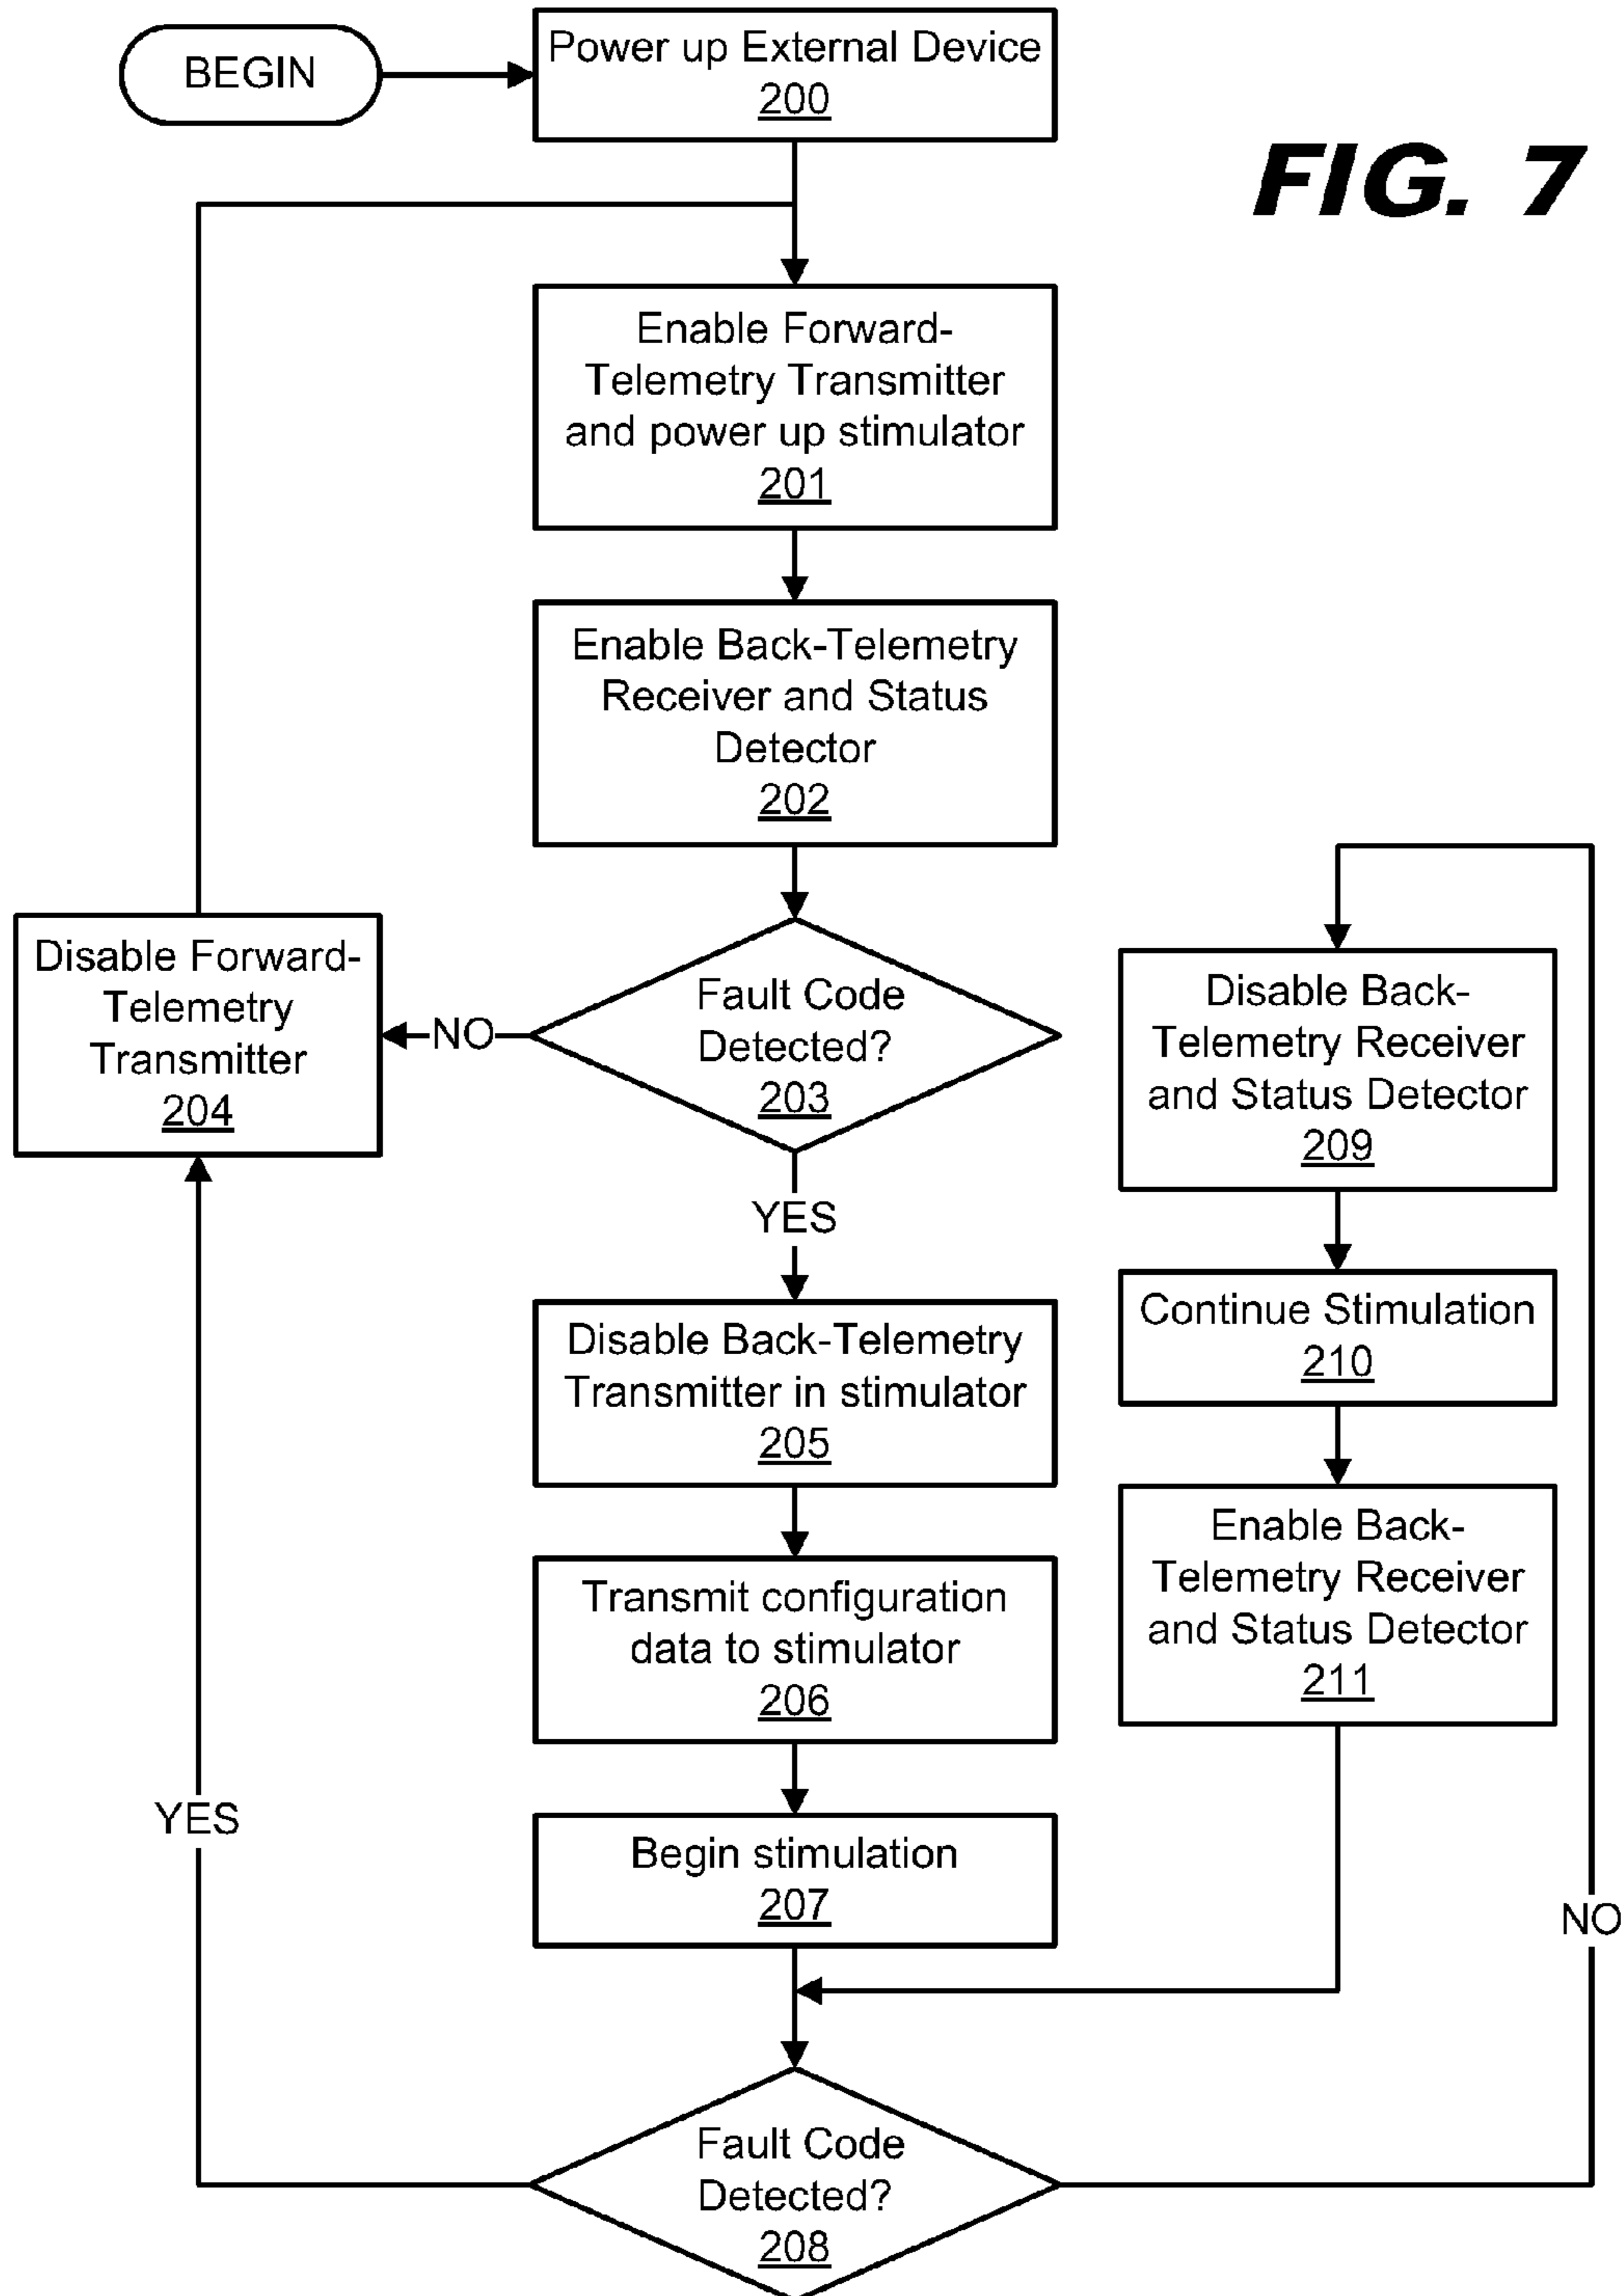 BEGIN
Power up External Device
200
FIG. 7
Enable Forward-
Telemetry Transmitter
and power up stimulator
201
Enable Back-Telemetry
Receiver and Status
Detector
202
Disable Forward-
Telemetry
Transmitter
204
NO
Fault Code
Detected?
203
YES
Disable Back-
Telemetry Receiver
and Status Detector
209
Disable Back-Telemetry
Transmitter in stimulator
205
Continue Stimulation
210
Transmit configuration
data to stimulator
206
Enable Back-
Telemetry Receiver
and Status Detector
211
YES
Begin stimulation
207
NO
Fault Code
Detected?
208